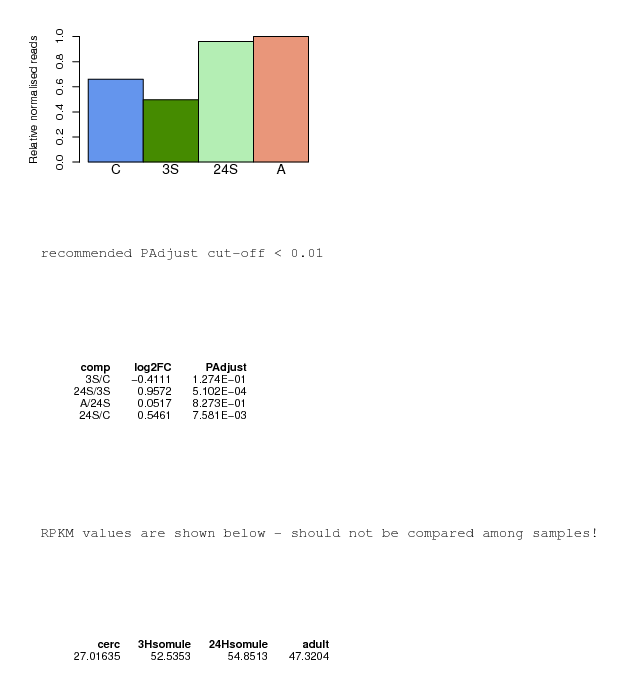 Relative normalised reads
1.0
0.8
0.6
0.4
0.2
0.0
C 3S 24S A
recommended PAdjust cut-off < 0.01
comp log2FC PAdjust
3S/C −0.4111 1.274E−01
24S/3S 0.9572 5.102E−04
A/24S 0.0517 8.273E−01
24S/C 0.5461 7.581E−03
RPKM values are shown below - should not be compared among samples!
cerc 3Hsomule 24Hsomule adult
27.01635 52.5353 54.8513 47.3204